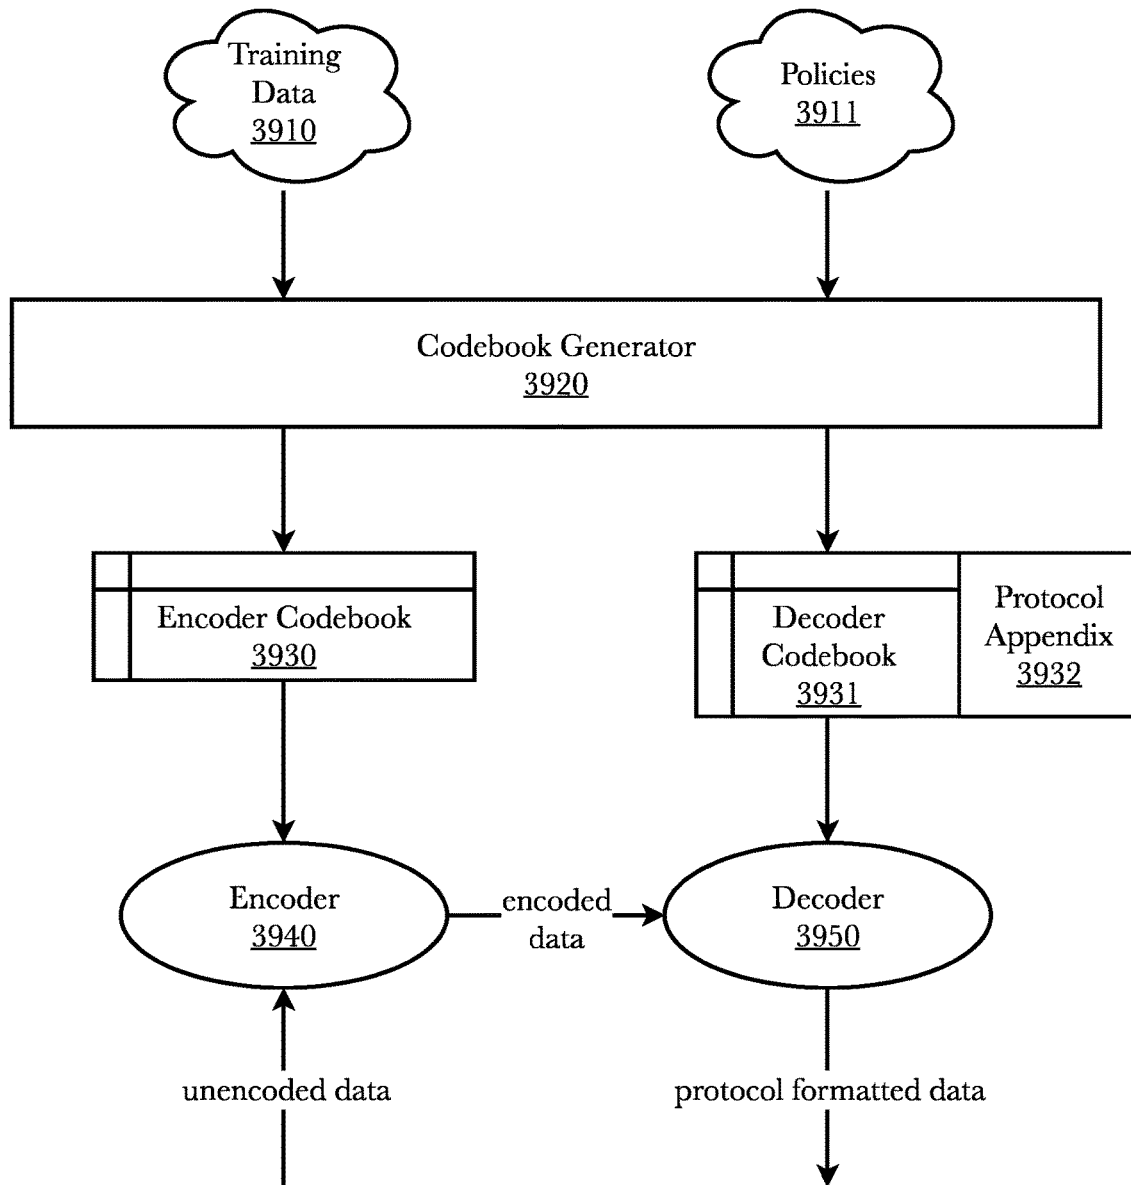 Training
Data
3910
Policies
3911
Codebook Generator
3920
Encoder Codebook
3930
Decoder
Codebook
3931
Protocol
Appendix
3932
Encoder
3940
encoded
data
Decoder
3950
unencoded data
protocol formatted data